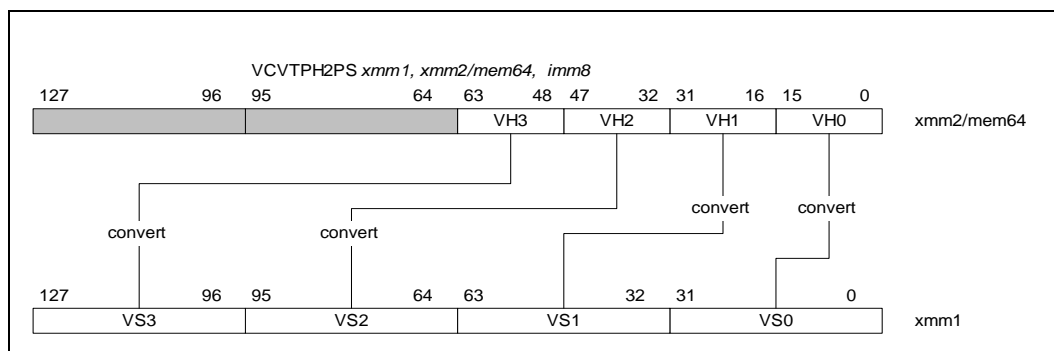 VCVTPH2PS xmm1, xmm2/mem64, imm8
127 96 95 64 63 48 47 32 31 16 15 0
VH3 VH2 VH1 VH0 xmm2/mem64
convert convert
convert convert
127 96 95 64 63 32 31 0
VS3 VS2 VS1 VS0 xmm1